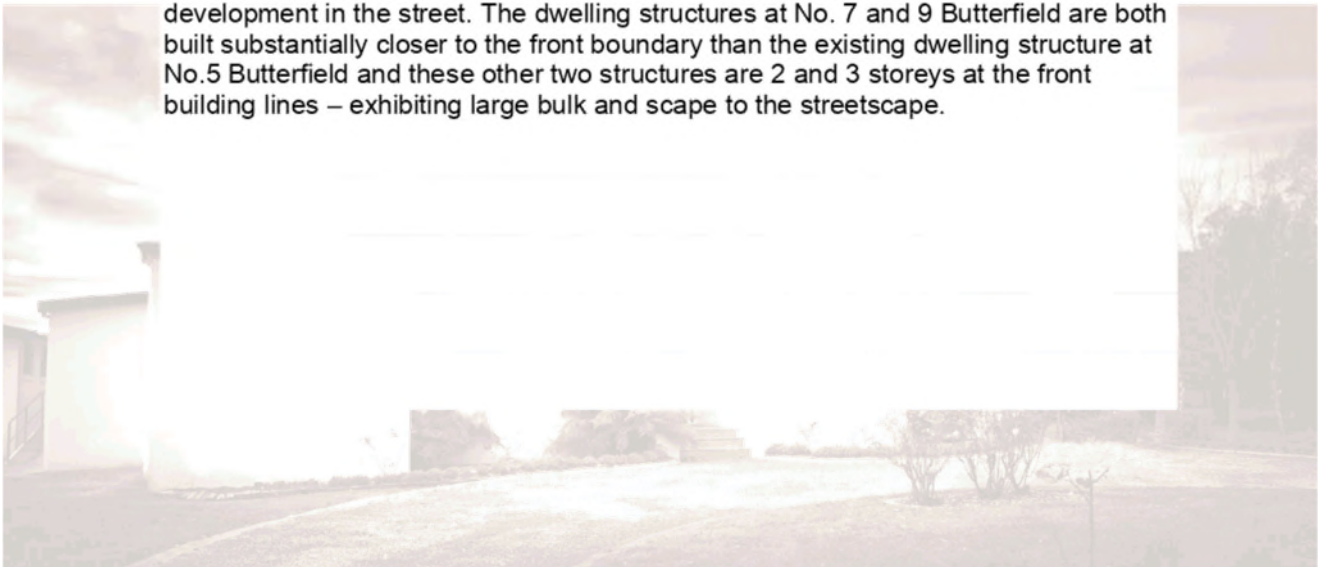 development in the street. The dwelling structures at No. 7 and 9 Butterfield are both
built substantially closer to the front boundary than the existing dwelling structure at
No.5 Butterfield and these other two structures are 2 and 3 storeys at the front
building lines – exhibiting large bulk and scape to the streetscape.